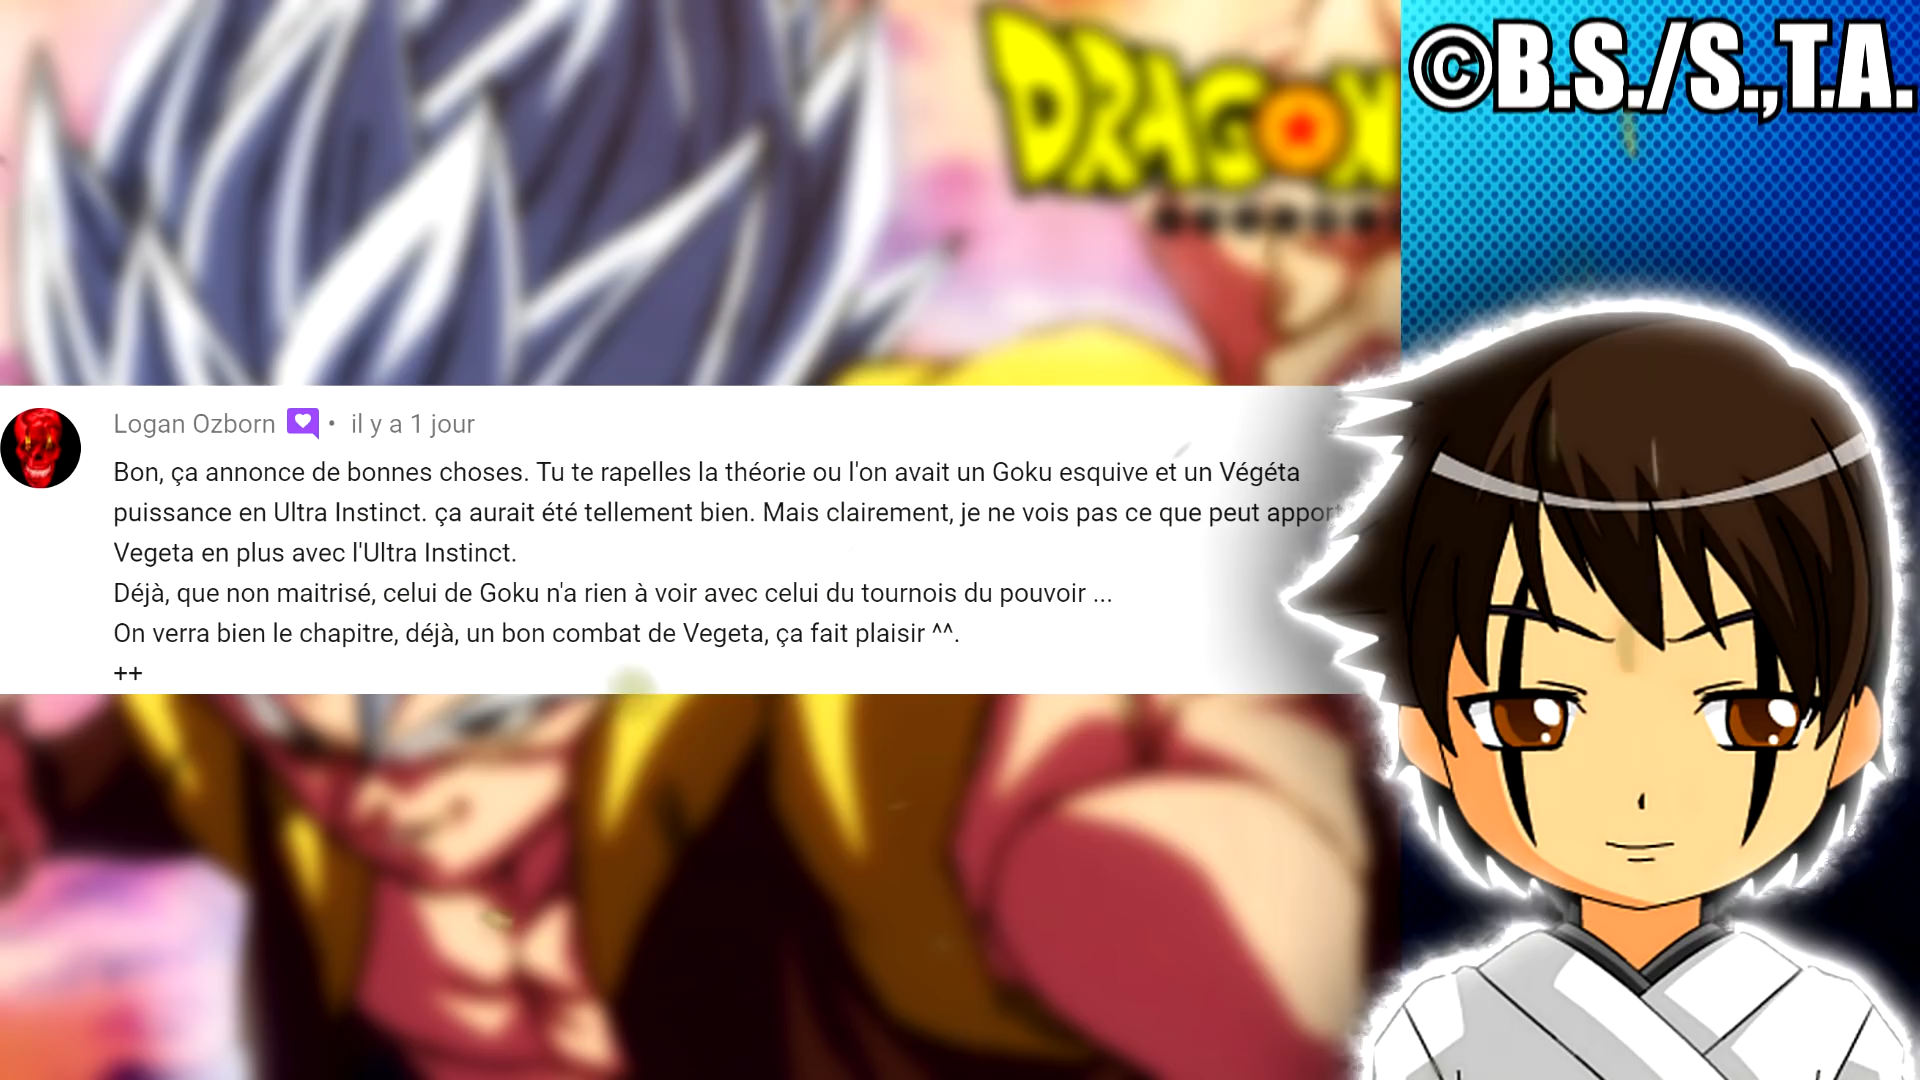 DRAGON
©B.S./S.,T.A.
Logan Ozborn • il y a 1 jour
Bon, ça annonce de bonnes choses. Tu te rapelles la théorie ou l'on avait un Goku esquive et un Végéta
puissance en Ultra Instinct. ça aurait été tellement bien. Mais clairement, je ne vois pas ce que peut apport
Vegeta en plus avec l'Ultra Instinct.
Déjà, que non maitrisé, celui de Goku n'a rien à voir avec celui du tournois du pouvoir ...
On verra bien le chapitre, déjà, un bon combat de Vegeta, ça fait plaisir ^^.
++